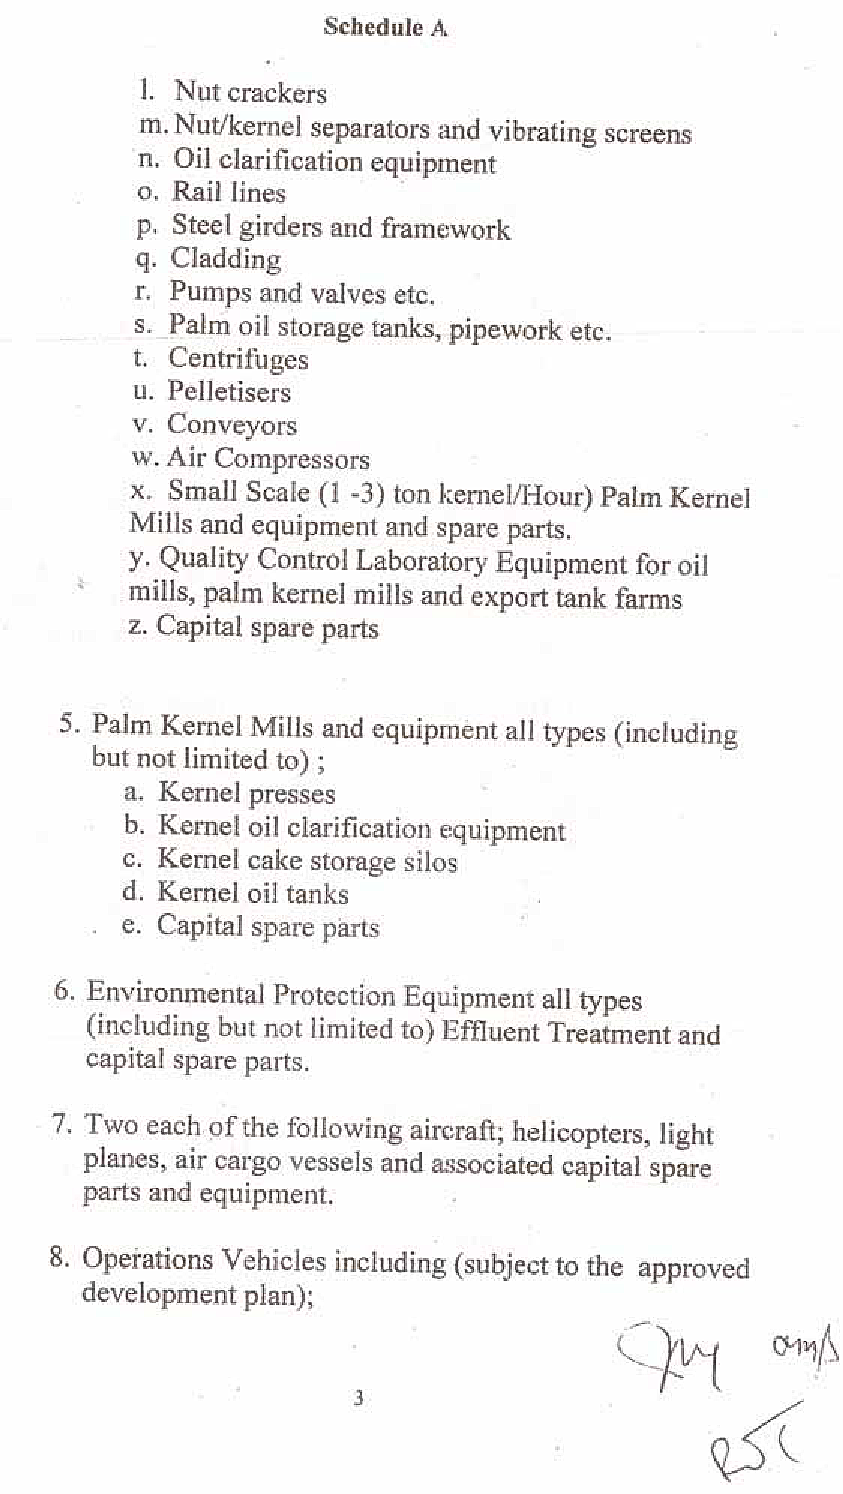 Schedule A
l. Nut crackers
m. Nut/kernel separators and vibrating screens
n. Oil clarification equipment
o. Rail lines
p. Steel girders and framework
q. Cladding
r. Pumps and valves etc.
s. Palm oil storage tanks, pipework etc.
t. Centrifuges
u. Pelletisers
v. Conveyors
w. Air Compressors
x. Small Scale (1 -3) ton kernel/Hour) Palm Kernel
Mills and equipment and spare parts.
y. Quality Control Laboratory Equipment for oil
mills, palm kernel mills and export tank farms
z. Capital spare parts
5. Palm Kernel Mills and equipment all types (including
but not limited to) ;
a. Kernel presses
b. Kernel oil clarification equipment
c. Kernel cake storage silos
d. Kernel oil tanks
e. Capital spare parts
6. Environmental Protection Equipment all types
(including but not limited to) Effluent Treatment and
capital spare parts.
7. Two each of the following aircraft; helicopters, light
planes, air cargo vessels and associated capital spare
parts and equipment.
8. Operations Vehicles including (subject to the approved
development plan);
3